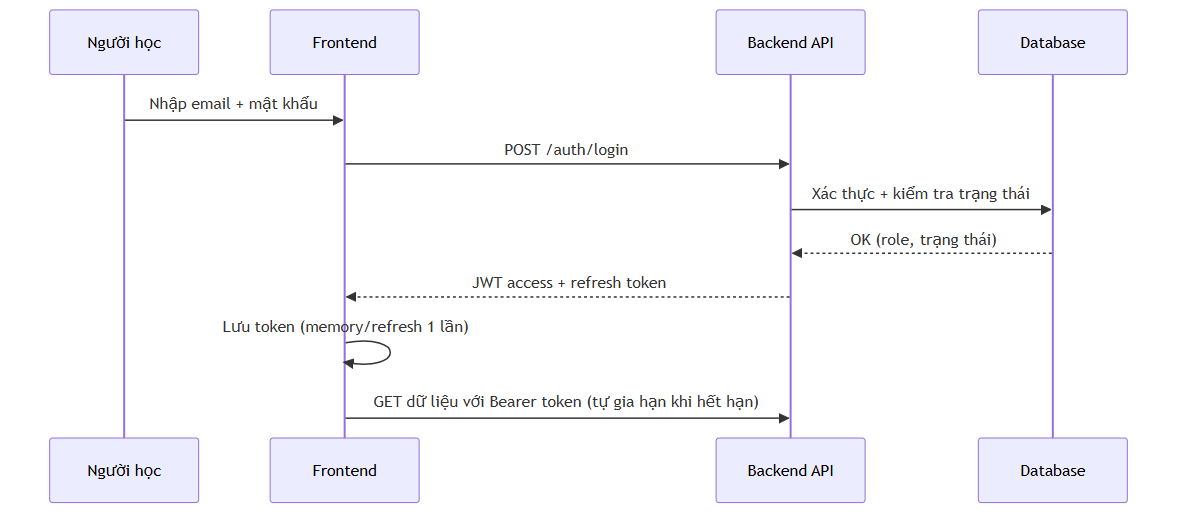 Người học
Frontend
Backend API
Database
Nhập email + mật khẩu
POST /auth/login
Xác thực + kiểm tra trạng thái
OK (role, trạng thái)
JWT access + refresh token
Lưu token (memory/refresh 1 lần)
GET dữ liệu với Bearer token (tự gia hạn khi hết hạn)
Người học
Frontend
Backend API
Database